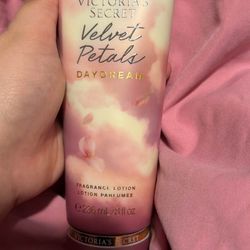 VICTORIA'S SECRET
Velvet
Petals
DAYDREAM
FRAGRANCE LOTION
LOTION PARFUMÉE
236 mL / 8 fl oz
VICTORIA'S SECRET